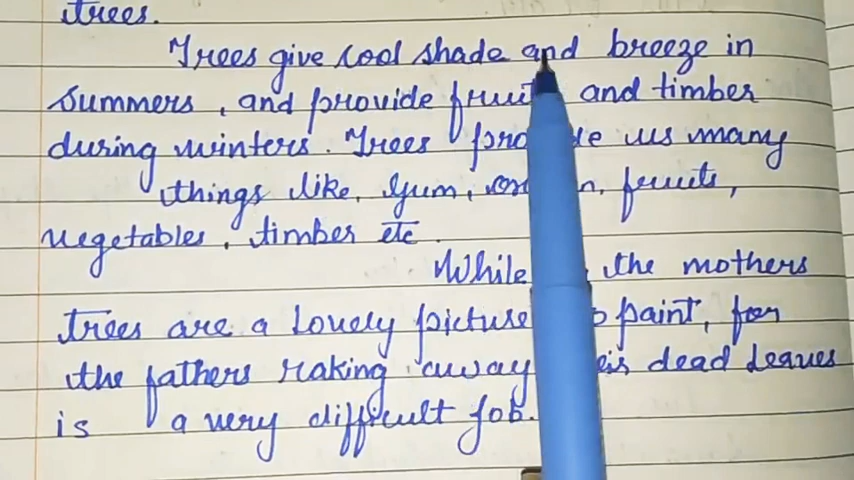 trees.
Trees give cool shade and breeze in
summers, and provide fruit and timber
during winters. Trees us many
things like, Gum, fruits,
vegetables, timber etc.
While the mothers
trees are a lovely picture paint, for
the fathers raking away dead leaves
is a very difficult job.